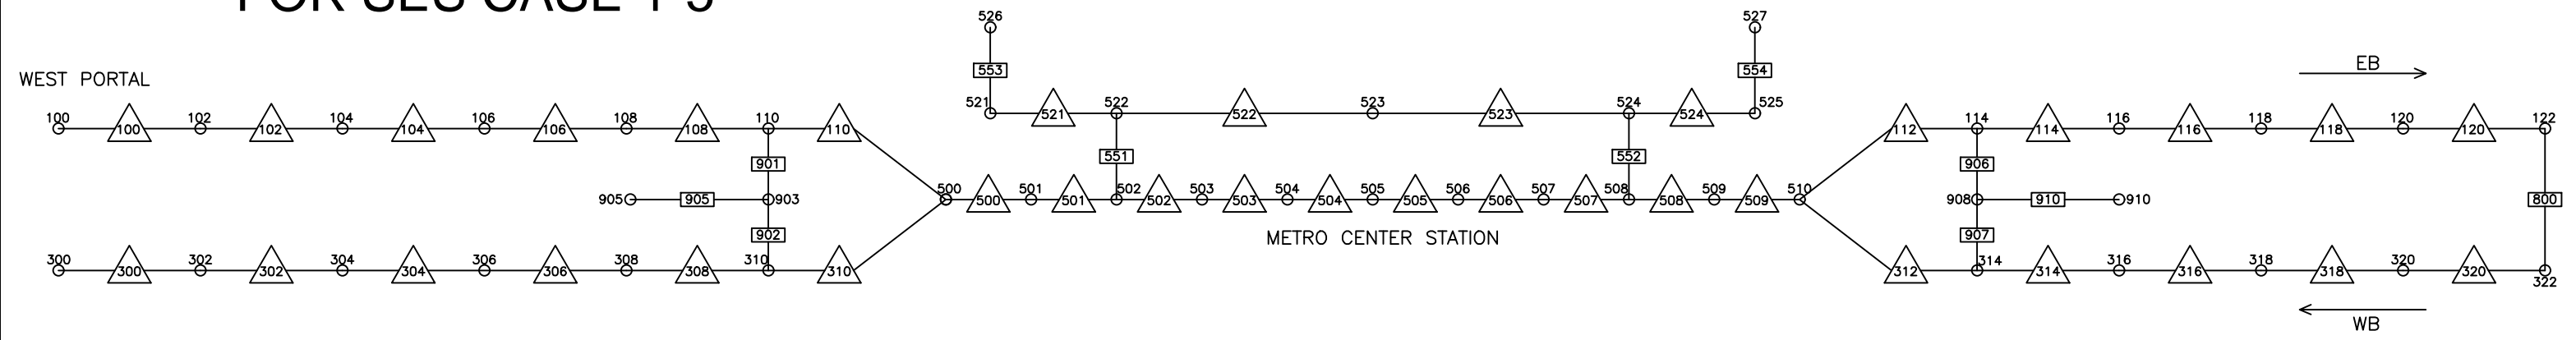 526 527
553 554
WEST PORTAL
EB
521 522 523 524 525
521 522 523 524
100 102 104 106 108 110 114 116 118 120 122
100 102 104 106 108 110 112 114 116 118 120
551 552
901 906
500 501 502 503 504 505 506 507 508 509 510
905 905 903 500 501 502 503 504 505 506 507 508 509 908 910 910 800
902 METRO CENTER STATION 907
300 302 304 306 308 310 314 316 318 320
300 302 304 306 308 310 312 314 316 318 320
322
WB